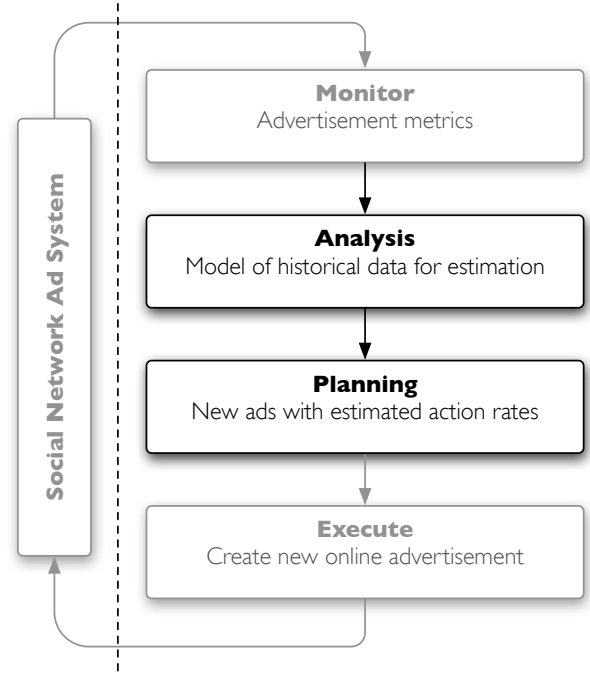 Social Network Ad System
Monitor
Advertisement metrics
Analysis
Model of historical data for estimation
Planning
New ads with estimated action rates
Execute
Create new online advertisement